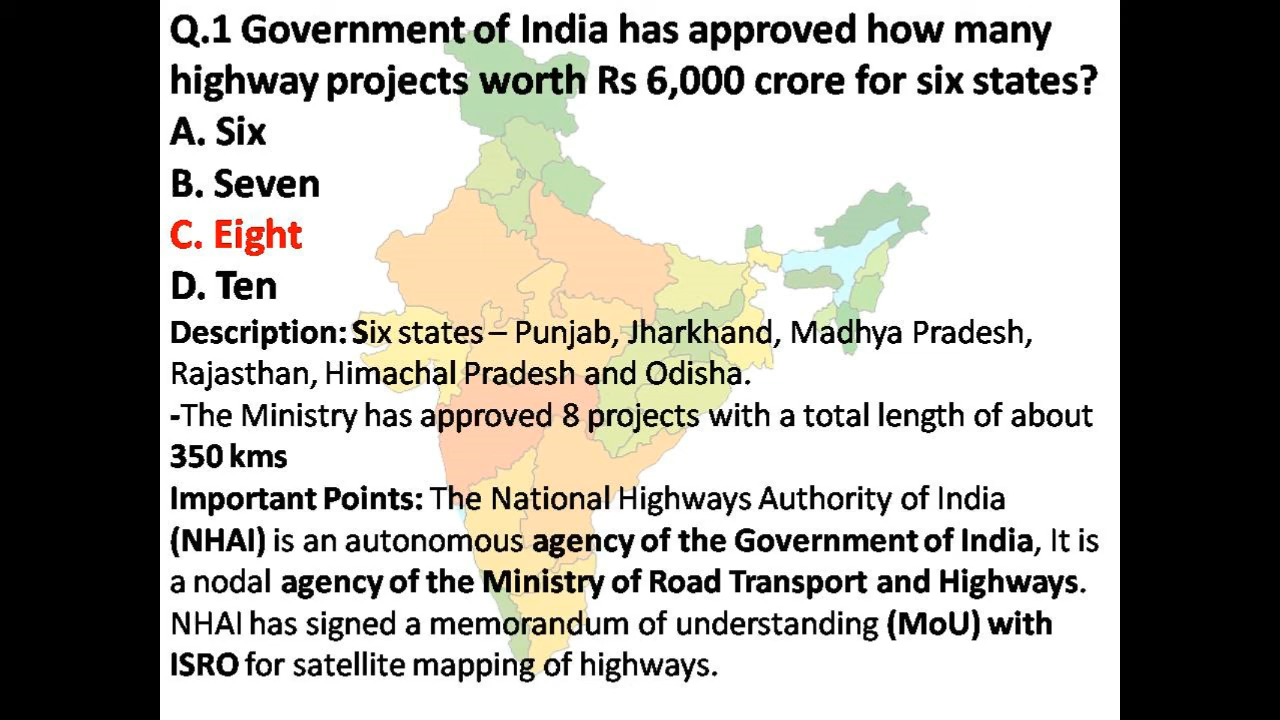 Q.1 Government of India has approved how many
highway projects worth Rs 6,000 crore for six states?
A. Six
B. Seven
C. Eight
D. Ten
Description: Six states – Punjab, Jharkhand, Madhya Pradesh,
Rajasthan, Himachal Pradesh and Odisha.
-The Ministry has approved 8 projects with a total length of about
350 kms
Important Points: The National Highways Authority of India
(NHAI) is an autonomous agency of the Government of India, It is
a nodal agency of the Ministry of Road Transport and Highways.
NHAI has signed a memorandum of understanding (MoU) with
ISRO for satellite mapping of highways.